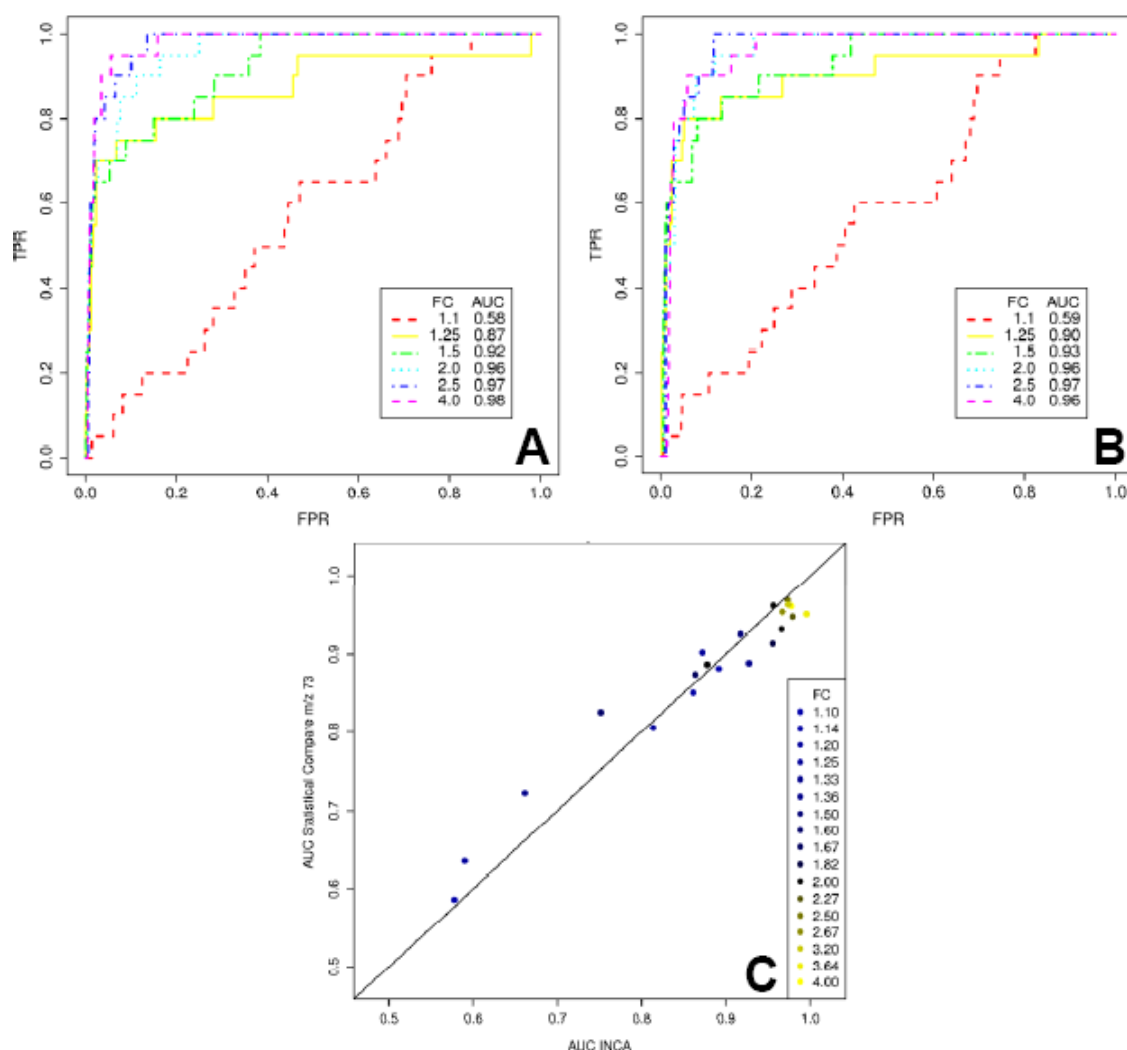 TPR
0.0 0.2 0.4 0.6 0.8 1.0
FC AUC
1.1 0.58
1.25 0.87
1.5 0.92
2.0 0.96
2.5 0.97
4.0 0.98
A
0.0 0.2 0.4 0.6 0.8 1.0
FPR
TPR
0.0 0.2 0.4 0.6 0.8 1.0
FC AUC
1.1 0.59
1.25 0.90
1.5 0.93
2.0 0.96
2.5 0.97
4.0 0.96
B
0.0 0.2 0.4 0.6 0.8 1.0
FPR
AUC Statistical Compare m/z 73
0.5 0.6 0.7 0.8 0.9 1.0
FC
1.10
1.14
1.20
1.25
1.33
1.36
1.50
1.60
1.67
1.82
2.00
2.27
2.50
2.67
3.20
3.64
4.00
C
0.5 0.6 0.7 0.8 0.9 1.0
AUC INCA